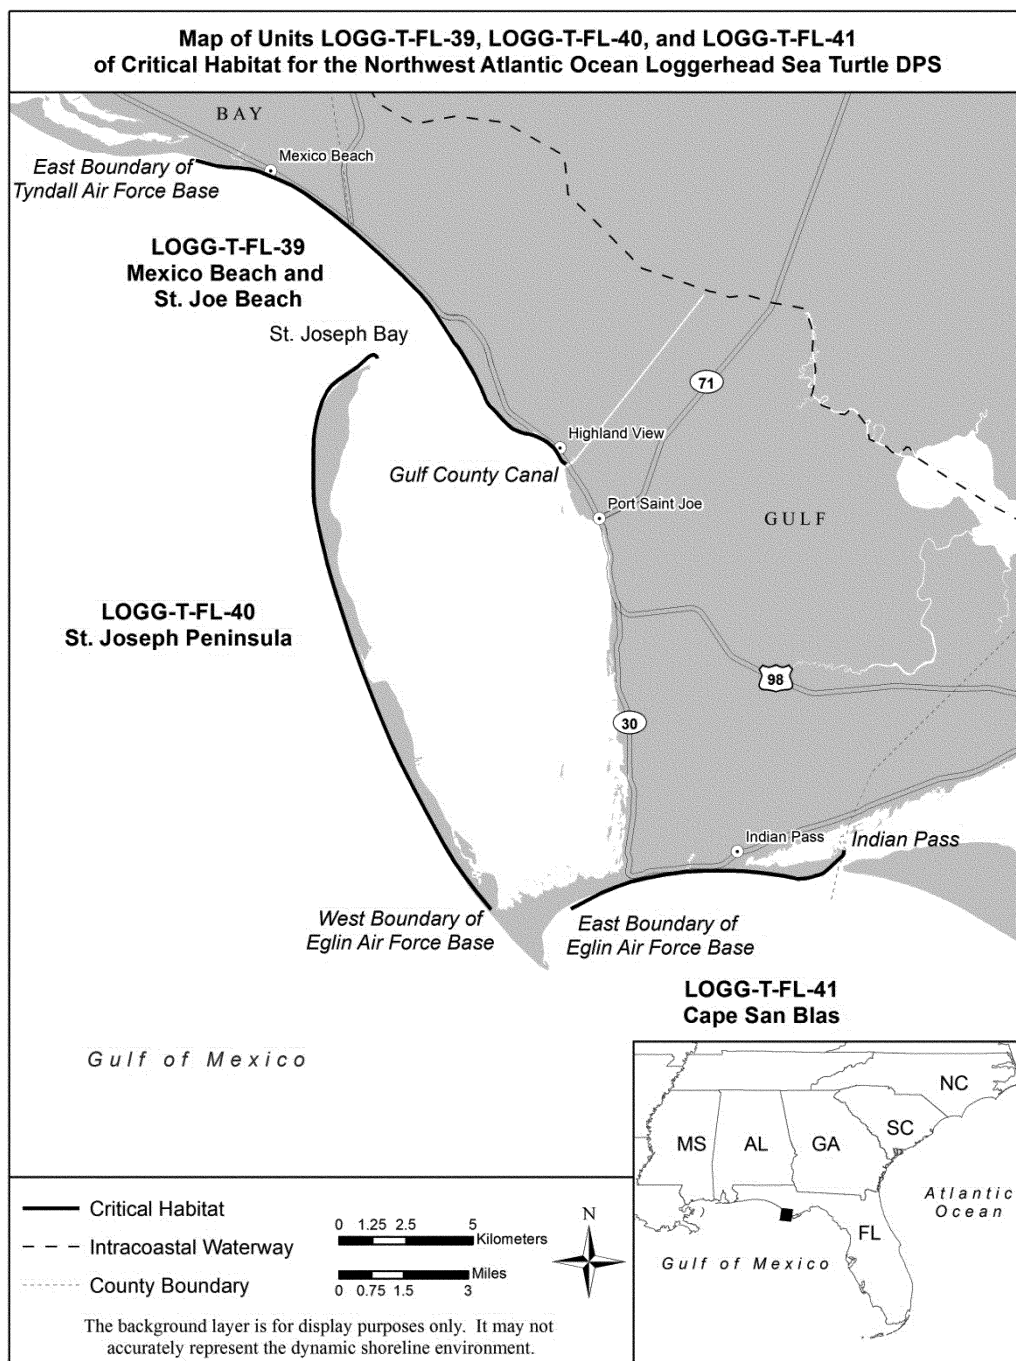 Map of Units LOGG-T-FL-39, LOGG-T-FL-40, and LOGG-T-FL-41
of Critical Habitat for the Northwest Atlantic Ocean Loggerhead Sea Turtle DPS
BAY
Mexico Beach
East Boundary of
Tyndall Air Force Base
LOGG-T-FL-39
Mexico Beach and
St. Joe Beach
St. Joseph Bay
71
Highland View
Gulf County Canal
Port Saint Joe
GULF
LOGG-T-FL-40
St. Joseph Peninsula
98
30
Indian Pass
Indian Pass
West Boundary of
Eglin Air Force Base
East Boundary of
Eglin Air Force Base
LOGG-T-FL-41
Cape San Blas
Gulf of Mexico
NC
SC
MS
AL
GA
Atlantic
Ocean
FL
Gulf of Mexico
Critical Habitat
Intracoastal Waterway
County Boundary
0 1.25 2.5 5
Kilometers
Miles
0 0.75 1.5 3
N
The background layer is for display purposes only. It may not
accurately represent the dynamic shoreline environment.